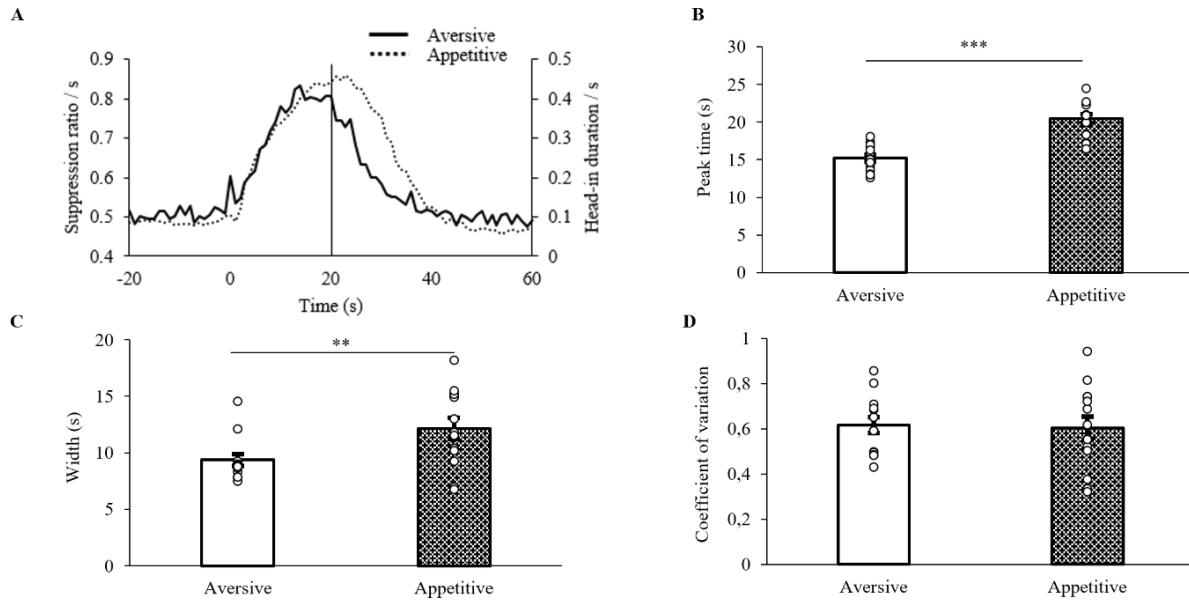 A
Aversive
Appetitive
Suppression ratio / s
0.9
0.8
0.7
0.6
0.5
0.4
Head-in duration / s
0.5
0.4
0.3
0.2
0.1
0
-20
0
20
40
60
Time (s)
B
***
Peak time (s)
30
25
20
15
10
5
0
Aversive
Appetitive
C
**
Width (s)
20
15
10
5
0
Aversive
Appetitive
D
Coefficient of variation
1
0,8
0,6
0,4
0,2
0
Aversive
Appetitive